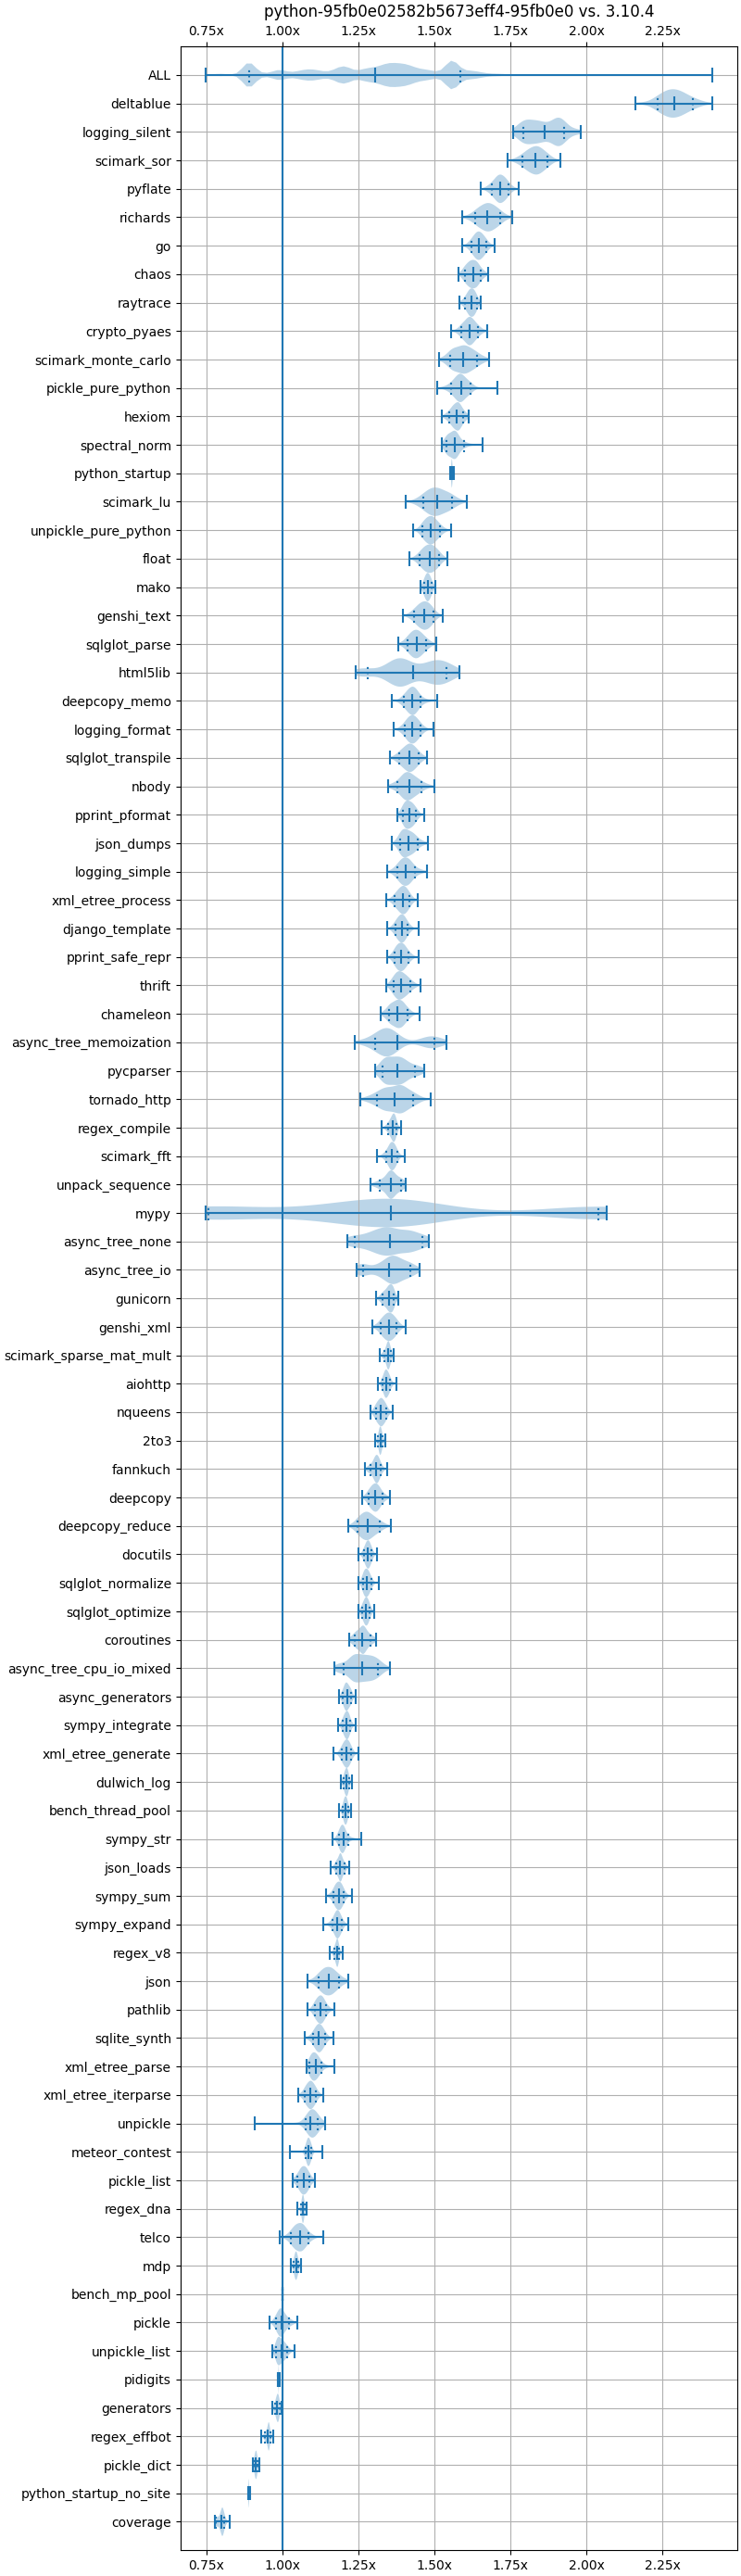 python-95fb0e02582b5673eff4-95fb0e0 vs. 3.10.4
0.75x 1.00x 1.25x 1.50x 1.75x 2.00x 2.25x
ALL
deltablue
logging_silent
scimark_sor
pyflate
richards
go
chaos
raytrace
crypto_pyaes
scimark_monte_carlo
pickle_pure_python
hexiom
spectral_norm
python_startup
scimark_lu
unpickle_pure_python
float
mako
genshi_text
sqlglot_parse
html5lib
deepcopy_memo
logging_format
sqlglot_transpile
nbody
pprint_pformat
json_dumps
logging_simple
xml_etree_process
django_template
pprint_safe_repr
thrift
chameleon
async_tree_memoization
pycparser
tornado_http
regex_compile
scimark_fft
unpack_sequence
mypy
async_tree_none
async_tree_io
gunicorn
genshi_xml
scimark_sparse_mat_mult
aiohttp
nqueens
2to3
fannkuch
deepcopy
deepcopy_reduce
docutils
sqlglot_normalize
sqlglot_optimize
coroutines
async_tree_cpu_io_mixed
async_generators
sympy_integrate
xml_etree_generate
dulwich_log
bench_thread_pool
sympy_str
json_loads
sympy_sum
sympy_expand
regex_v8
json
pathlib
sqlite_synth
xml_etree_parse
xml_etree_iterparse
unpickle
meteor_contest
pickle_list
regex_dna
telco
mdp
bench_mp_pool
pickle
unpickle_list
pidigits
generators
regex_effbot
pickle_dict
python_startup_no_site
coverage
0.75x 1.00x 1.25x 1.50x 1.75x 2.00x 2.25x